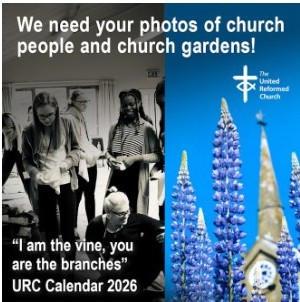 We need your photos of church
people and church gardens!
The
United
Reformed
Church
EXIT
“I am the vine, you
are the branches”
URC Calendar 2026